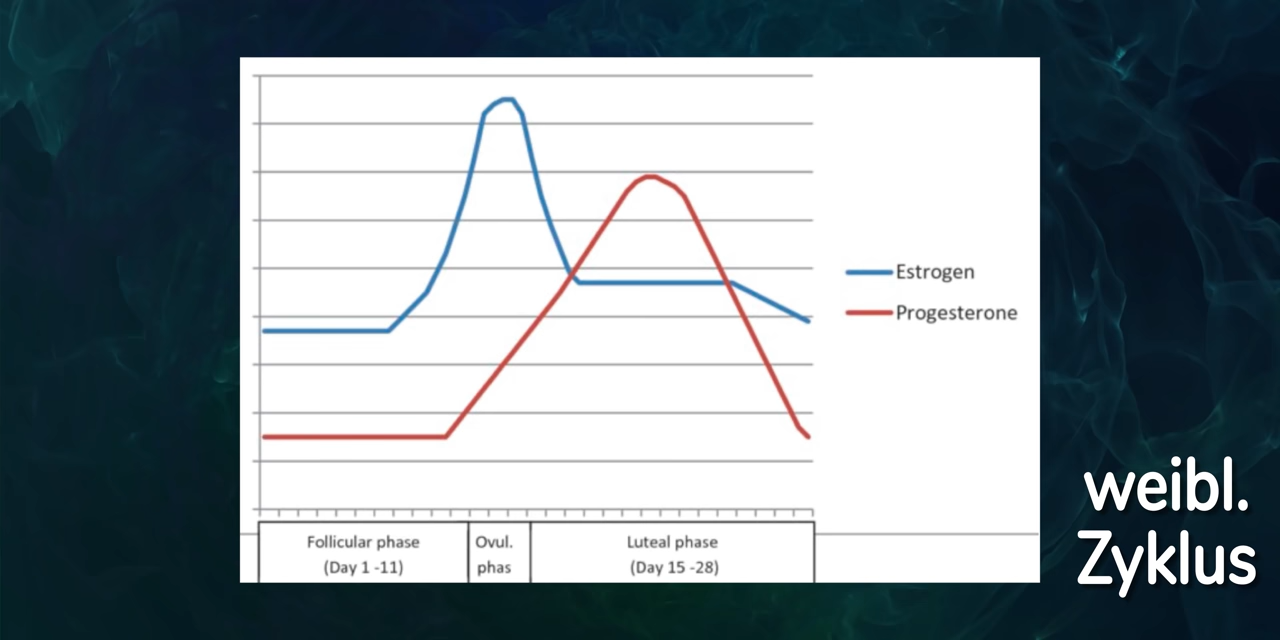 Estrogen
Progesterone
Follicular phase
(Day 1 -11)
Ovul.
phas
Luteal phase
(Day 15 -28)
weibl.
Zyklus